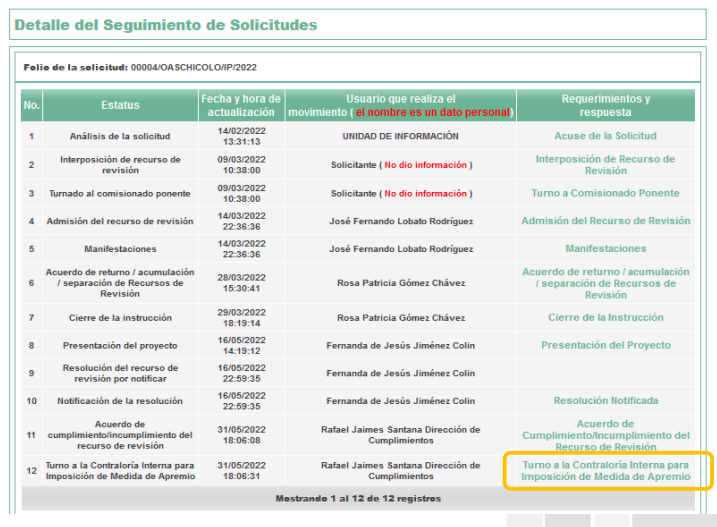 Detalle del Seguimiento de Solicitudes
Folio de la solicitud: 00004/OASCHICOLO/IP/2022
No.
Estatus
Fecha y hora de
actualización
Usuario que realiza el
movimiento ( el nombre es un dato personal)
Requerimientos y
respuesta
1
Análisis de la solicitud
14/02/2022
13:31:13
UNIDAD DE INFORMACIÓN
Acuse de la Solicitud
2
Interposición de recurso de
revisión
09/03/2022
10:38:00
Solicitante ( No dio información )
Interposición de Recurso de
Revisión
3
Turnado al comisionado ponente
09/03/2022
10:38:00
Solicitante ( No dio información )
Turno a Comisionado Ponente
4
Admisión del recurso de revisión
14/03/2022
22:36:36
José Fernando Lobato Rodríguez
Admisión del Recurso de Revisión
5
Manifestaciones
14/03/2022
22:36:36
José Fernando Lobato Rodríguez
Manifestaciones
6
Acuerdo de returno / acumulación
/ separación de Recursos de
Revisión
28/03/2022
15:30:41
Rosa Patricia Gómez Chávez
Acuerdo de returno / acumulación
/ separación de Recursos de
Revisión
7
Cierre de la instrucción
29/03/2022
18:19:14
Rosa Patricia Gómez Chávez
Cierre de la Instrucción
8
Presentación del proyecto
16/05/2022
14:19:12
Fernanda de Jesús Jiménez Colin
Presentación del Proyecto
9
Resolución del recurso de
revisión por notificar
16/05/2022
22:59:35
Fernanda de Jesús Jiménez Colin
10
Notificación de la resolución
16/05/2022
22:59:35
Fernanda de Jesús Jiménez Colin
Resolución Notificada
11
Acuerdo de
cumplimiento/incumplimiento del
recurso de revisión
31/05/2022
18:06:08
Rafael Jaimes Santana Dirección de
Cumplimientos
Acuerdo de
Cumplimiento/Incumplimiento del
Recurso de Revisión
12
Turno a la Contraloría Interna para
Imposición de Medida de Apremio
31/05/2022
18:06:31
Rafael Jaimes Santana Dirección de
Cumplimientos
Turno a la Contraloría Interna para
Imposición de Medida de Apremio
Mostrando 1 al 12 de 12 registros